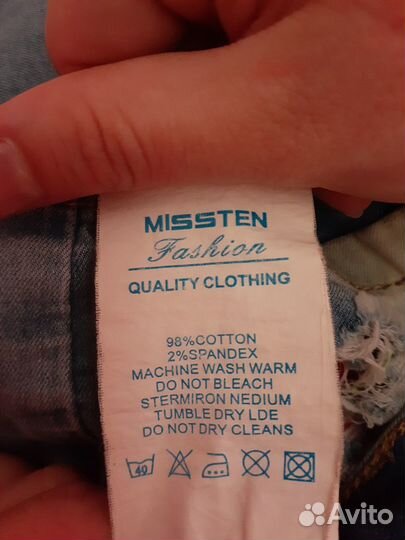 MISSTEN
Fashion
QUALITY CLOTHING
98%COTTON
2%SPANDEX
MACHINE WASH WARM
DO NOT BLEACH
STERMIRON NEDIUM
TUMBLE DRY LDE
DO NOT DRY CLEANS
40
Avito